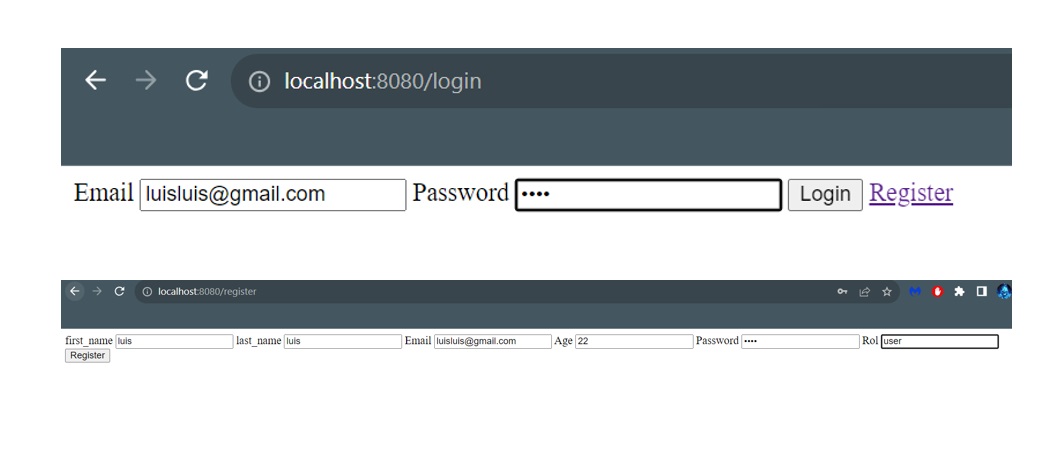 localhost:8080/login
Email luisluis@gmail.com Password •••• Login Register
localhost:8080/register
first_name luis last_name luis Email luisluis@gmail.com Age 22 Password •••• Rol user
Register